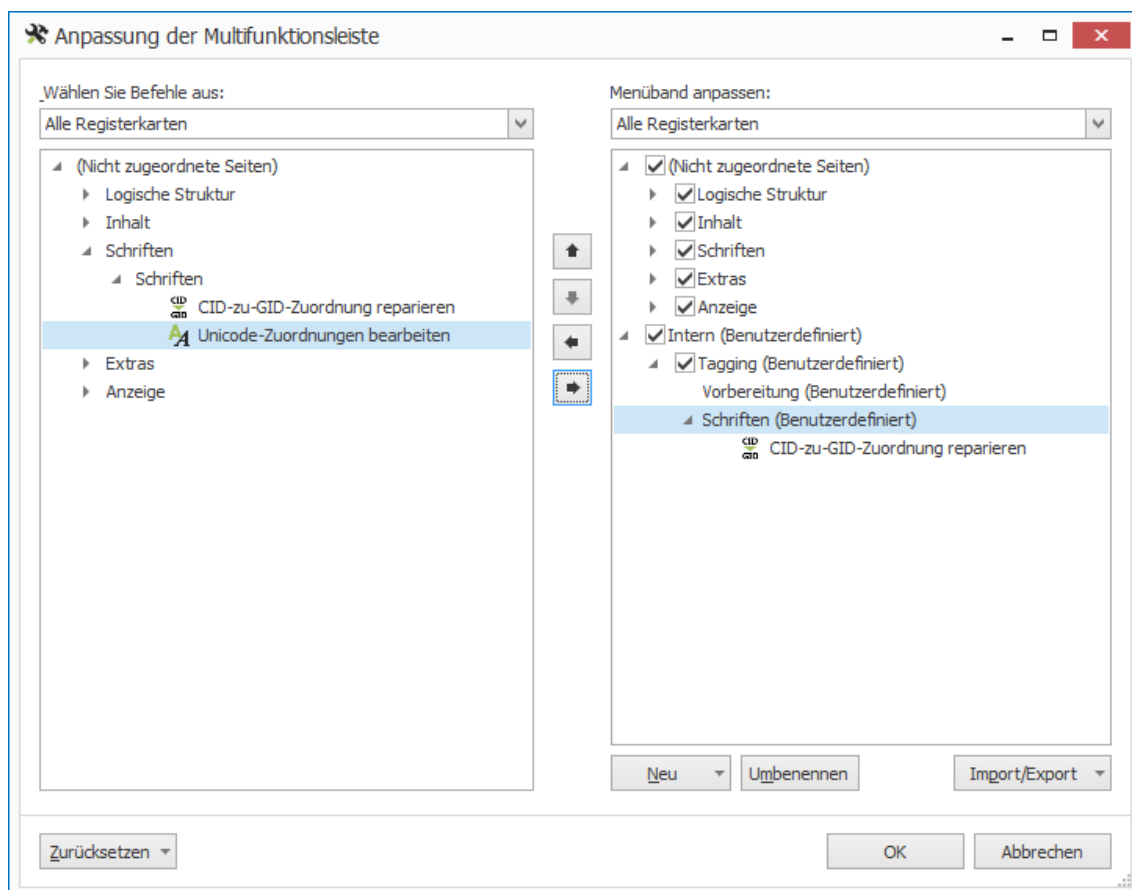 Anpassung der Multifunktionsleiste
Wählen Sie Befehle aus:
Alle Registerkarten
(Nicht zugeordnete Seiten)
Logische Struktur
Inhalt
Schriften
Schriften
CID-zu-GID-Zuordnung reparieren
Unicode-Zuordnungen bearbeiten
Extras
Anzeige
Menüband anpassen:
Alle Registerkarten
(Nicht zugeordnete Seiten)
Logische Struktur
Inhalt
Schriften
Extras
Anzeige
Intern (Benutzerdefiniert)
Tagging (Benutzerdefiniert)
Vorbereitung (Benutzerdefiniert)
Schriften (Benutzerdefiniert)
CID-zu-GID-Zuordnung reparieren
Neu
Umbenennen
Import/Export
Zurücksetzen
OK
Abbrechen